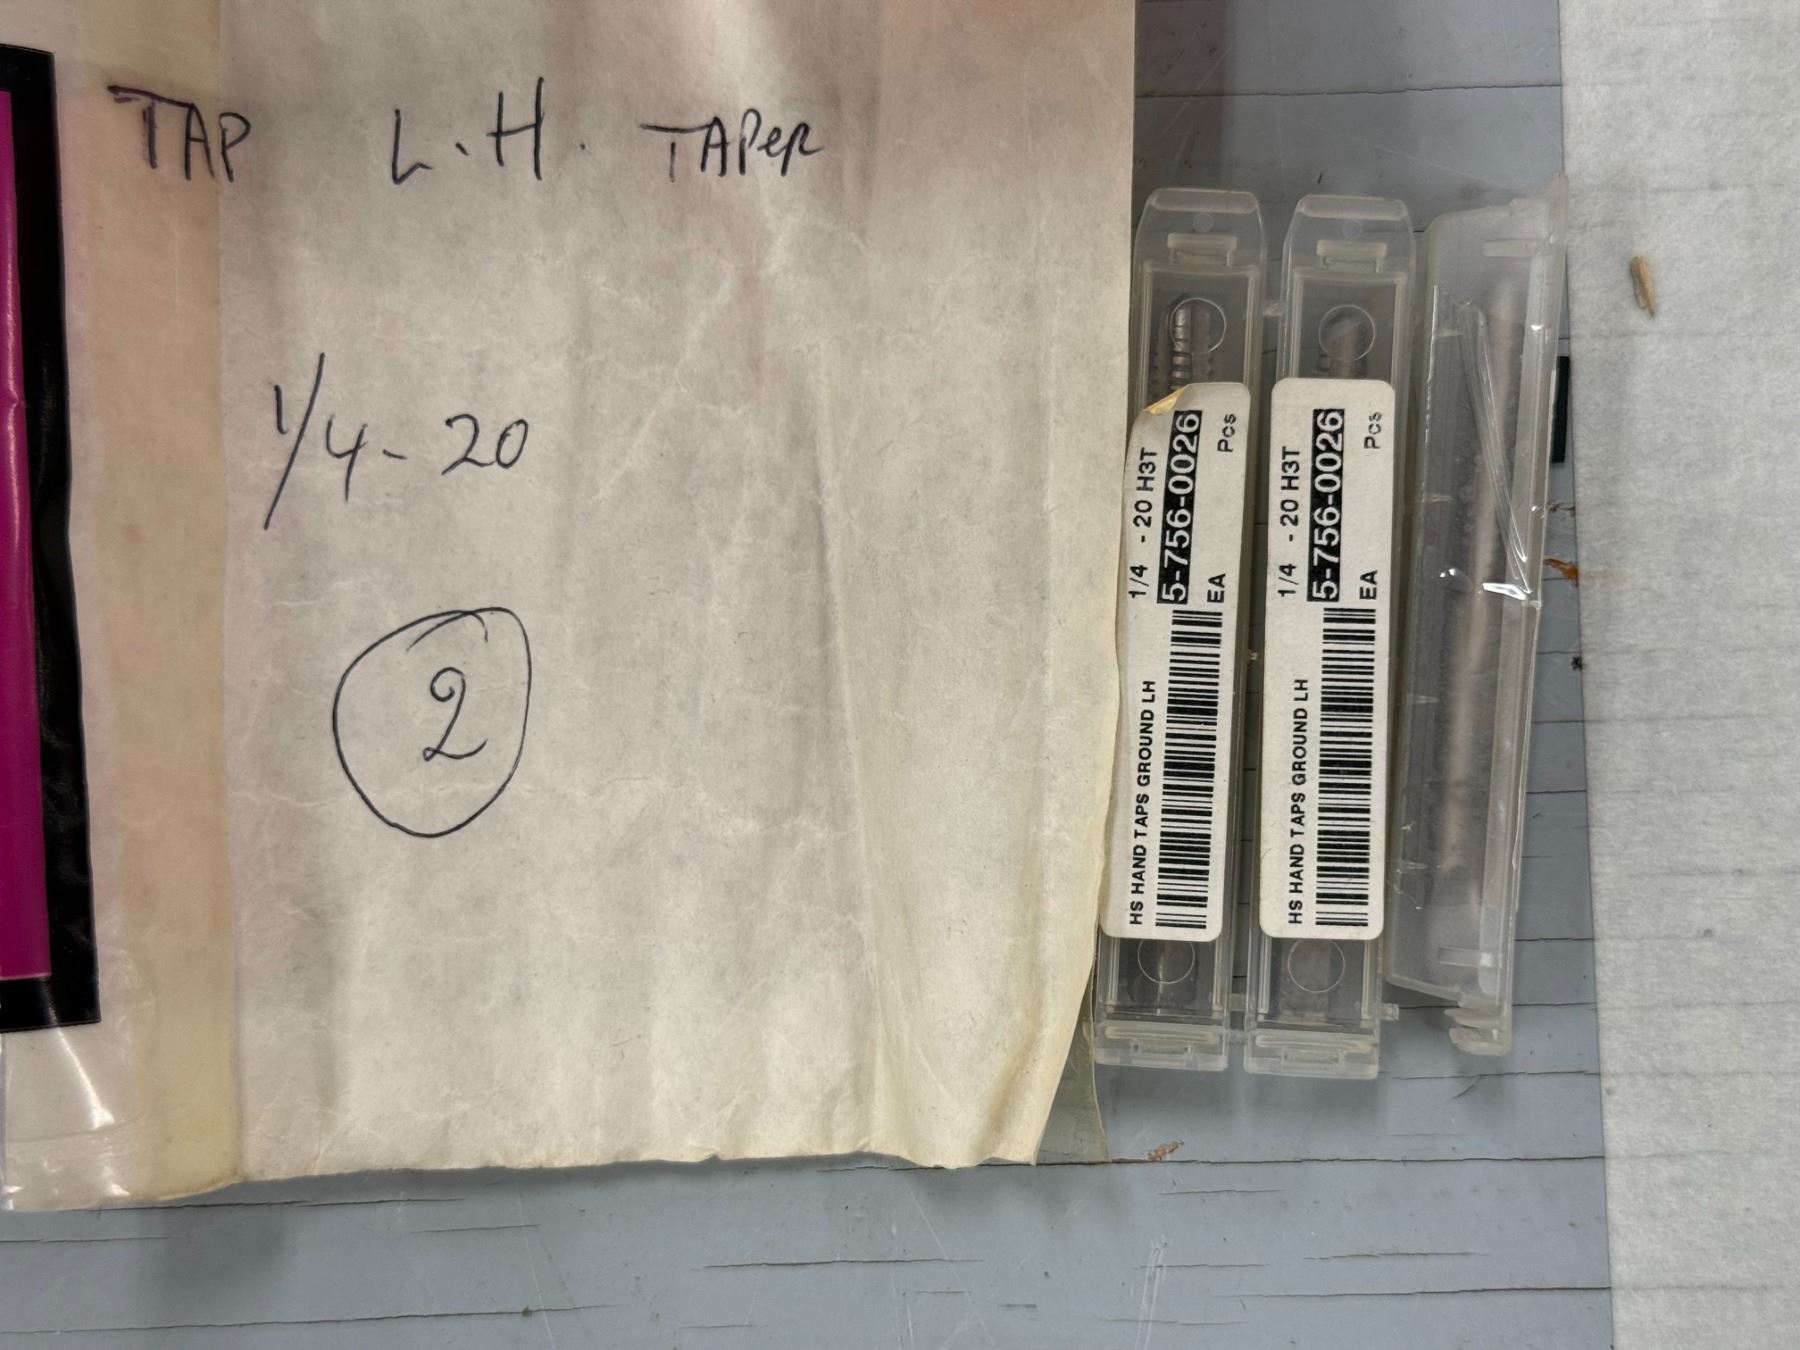 TAP L.H. TAPER
1/4-20
2
1/4 - 20 H3T
5-756-0026
EA Pcs
HS HAND TAPS GROUND LH
1/4 - 20 H3T
5-756-0026
EA Pcs
HS HAND TAPS GROUND LH